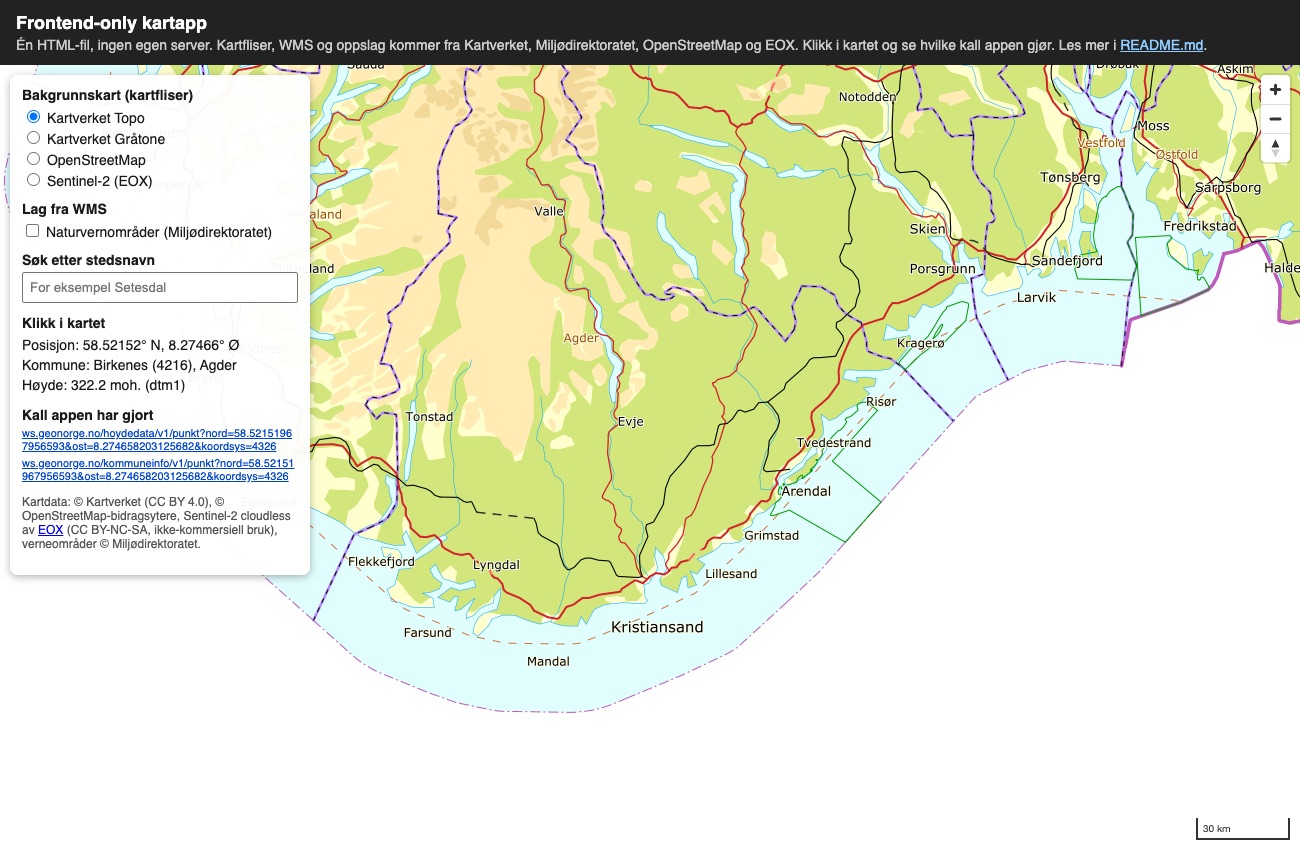 Frontend-only kartapp
Én HTML-fil, ingen egen server. Kartfliser, WMS og oppslag kommer fra Kartverket, Miljødirektoratet, OpenStreetMap og EOX. Klikk i kartet og se hvilke kall appen gjør. Les mer i README.md.
Bakgrunnskart (kartfliser)
Kartverket Topo
Kartverket Gråtone
OpenStreetMap
Sentinel-2 (EOX)
Lag fra WMS
Naturvernområder (Miljødirektoratet)
Søk etter stedsnavn
For eksempel Setesdal
Klikk i kartet
Posisjon: 58.52152° N, 8.27466° Ø
Kommune: Birkenes (4216), Agder
Høyde: 322.2 moh. (dtm1)
Kall appen har gjort
ws.geonorge.no/hoydedata/v1/punkt?nord=58.5215196
7956593&ost=8.274658203125682&koordsys=4326
ws.geonorge.no/kommuneinfo/v1/punkt?nord=58.52151
967956593&ost=8.274658203125682&koordsys=4326
Kartdata: © Kartverket (CC BY 4.0), ©
OpenStreetMap-bidragsytere, Sentinel-2 cloudless
av EOX (CC BY-NC-SA, ikke-kommersiell bruk),
verneområder © Miljødirektoratet.
Sauda
Drøbak
Askim
Notodden
Moss
Vestfold
Østfold
Tønsberg
Sarpsborg
Valle
Skien
Fredrikstad
Porsgrunn
Sandefjord
Halde
Larvik
Agder
Kragerø
Risør
Tonstad
Evje
Tvedestrand
Arendal
Grimstad
Flekkefjord
Lyngdal
Lillesand
Farsund
Kristiansand
Mandal
+
−
30 km